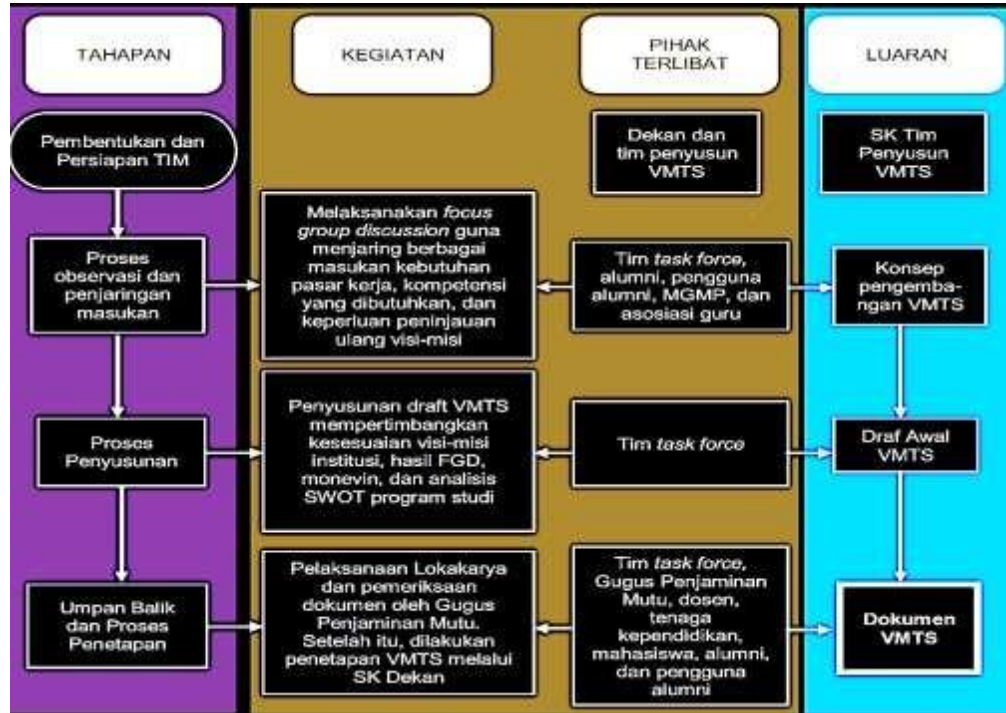 TAHAPAN
KEGIATAN
PIHAK
TERLIBAT
LUARAN
Pembentukan dan
Persiapan TIM
Dekan dan
tim penyusun
VMTS
SK Tim
Penyusun
VMTS
Proses
observasi dan
penjaringan
masukan
Melaksanakan focus
group discussion guna
menjaring berbagai
masukan kebutuhan
pasar kerja, kompetensi
yang dibutuhkan, dan
keperluan peninjauan
ulang visi-misi
Tim task force,
alumni, pengguna
alumni, MGMP, dan
asosiasi guru
Konsep
pengemba-
ngan VMTS
Proses
Penyusunan
Penyusunan draft VMTS
mempertimbangkan
kesesuaian visi-misi
institusi, hasil FGD,
monevin, dan analisis
SWOT program studi
Tim task force
Draf Awal
VMTS
Umpan Balik
dan Proses
Penetapan
Pelaksanaan Lokakarya
dan pemeriksaan
dokumen oleh Gugus
Penjaminan Mutu.
Setelah itu, dilakukan
penetapan VMTS melalui
SK Dekan
Tim task force,
Gugus Penjaminan
Mutu, dosen,
tenaga
kependidikan,
mahasiswa, alumni,
dan pengguna
alumni
Dokumen
VMTS